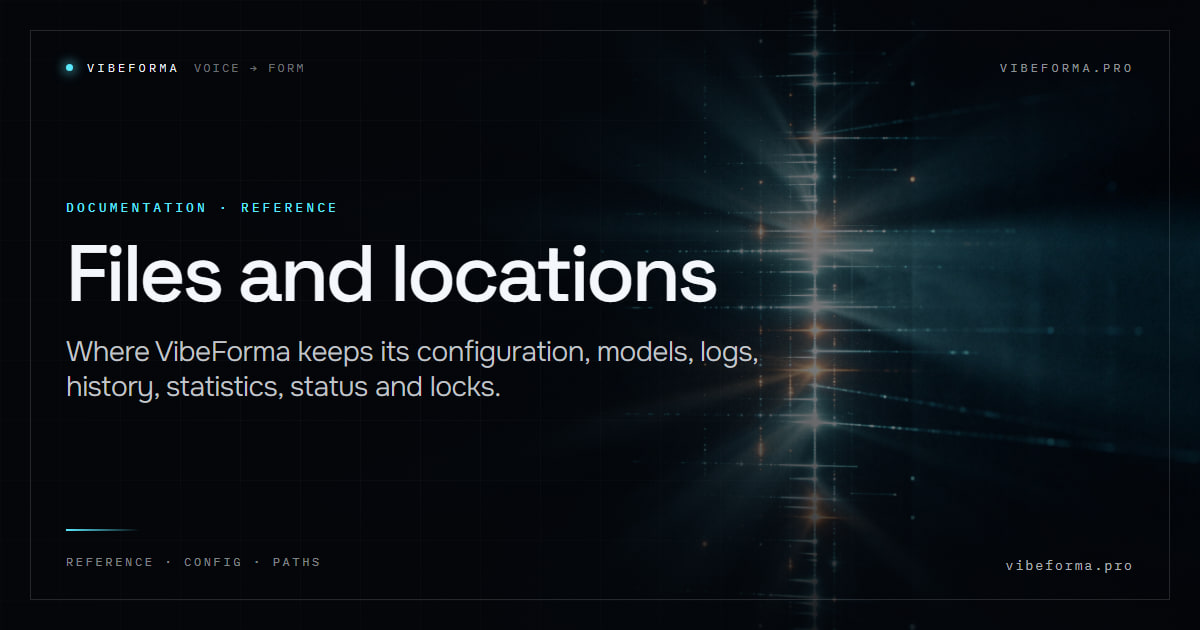 VIBEFORMA VOICE → FORM
VIBEFORMA.PRO
DOCUMENTATION · REFERENCE
Files and locations
Where VibeForma keeps its configuration, models, logs,
history, statistics, status and locks.
REFERENCE · CONFIG · PATHS
vibeforma.pro